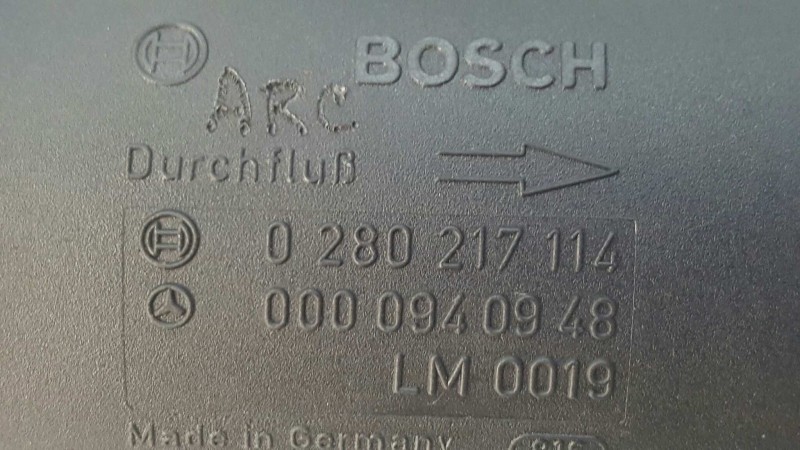 BOSCH
ARC
Durchfluß
0 280 217 114
000 094 09 48
LM 0019
Made in Germany